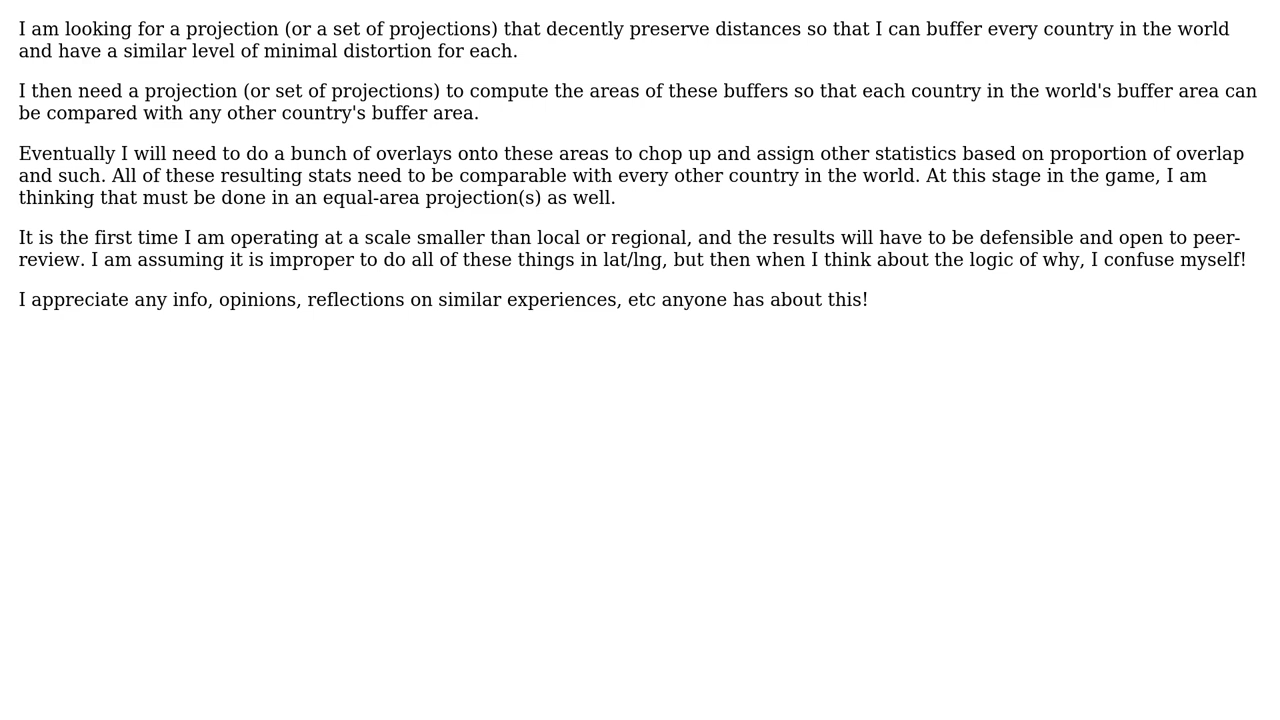 I am looking for a projection (or a set of projections) that decently preserve distances so that I can buffer every country in the world
and have a similar level of minimal distortion for each.
I then need a projection (or set of projections) to compute the areas of these buffers so that each country in the world's buffer area can
be compared with any other country's buffer area.
Eventually I will need to do a bunch of overlays onto these areas to chop up and assign other statistics based on proportion of overlap
and such. All of these resulting stats need to be comparable with every other country in the world. At this stage in the game, I am
thinking that must be done in an equal-area projection(s) as well.
It is the first time I am operating at a scale smaller than local or regional, and the results will have to be defensible and open to peer-
review. I am assuming it is improper to do all of these things in lat/lng, but then when I think about the logic of why, I confuse myself!
I appreciate any info, opinions, reflections on similar experiences, etc anyone has about this!